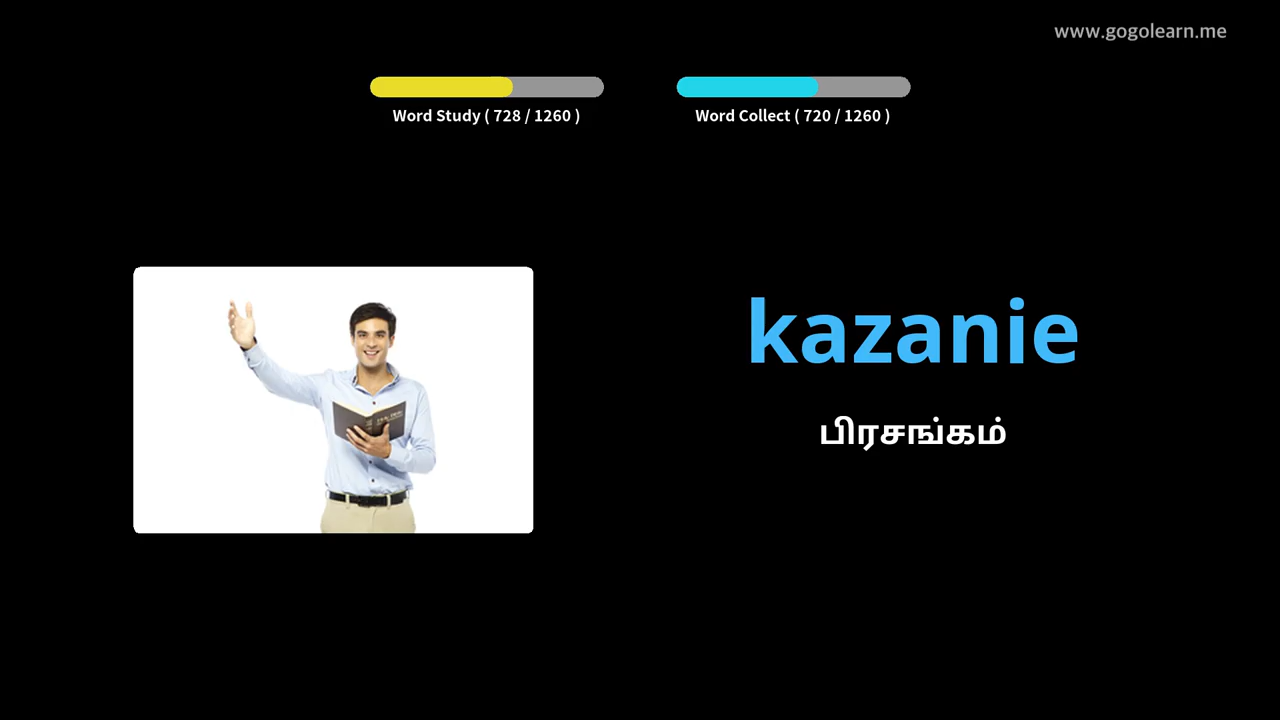 www.gogolearn.me
Word Study ( 728 / 1260 )
Word Collect ( 720 / 1260 )
kazanie
பிரசங்கம்